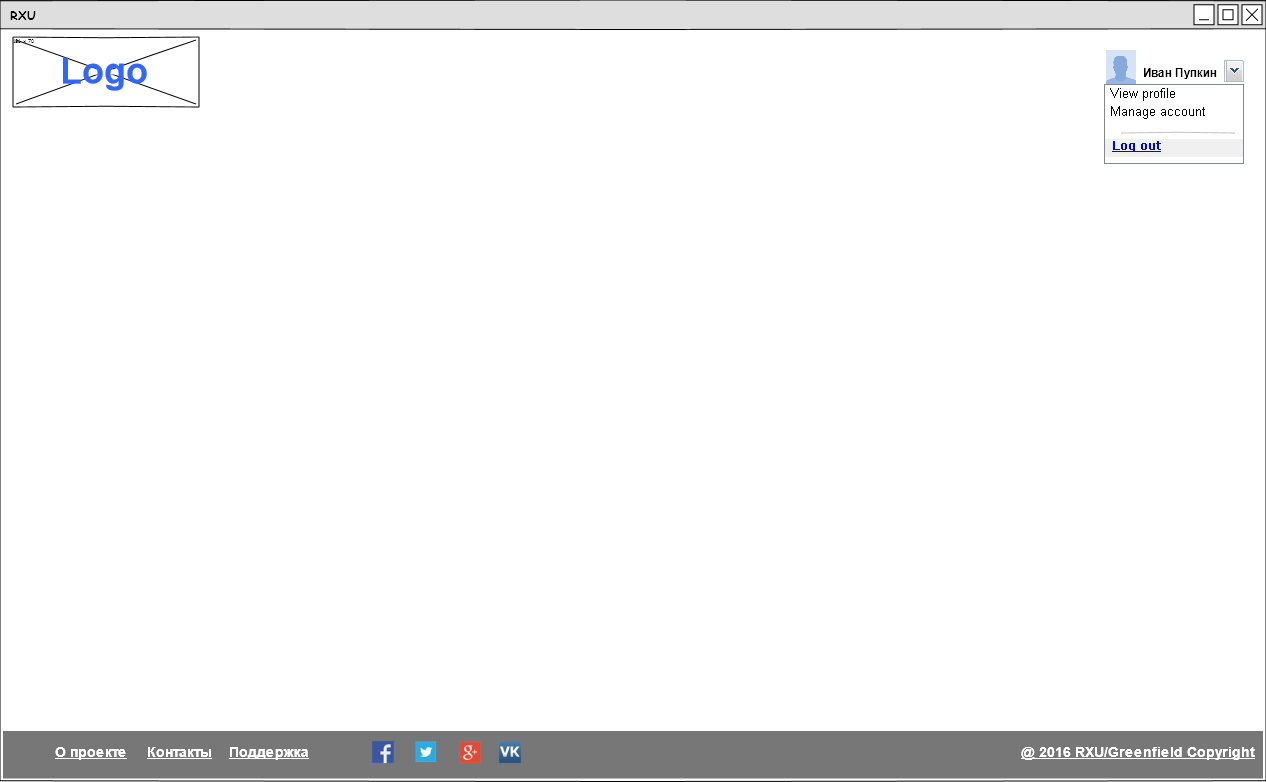 RXU
Logo
Иван Пупкин
View profile
Manage account
Log out
О проекте Контакты Поддержка
VK
@ 2016 RXU/Greenfield Copyright